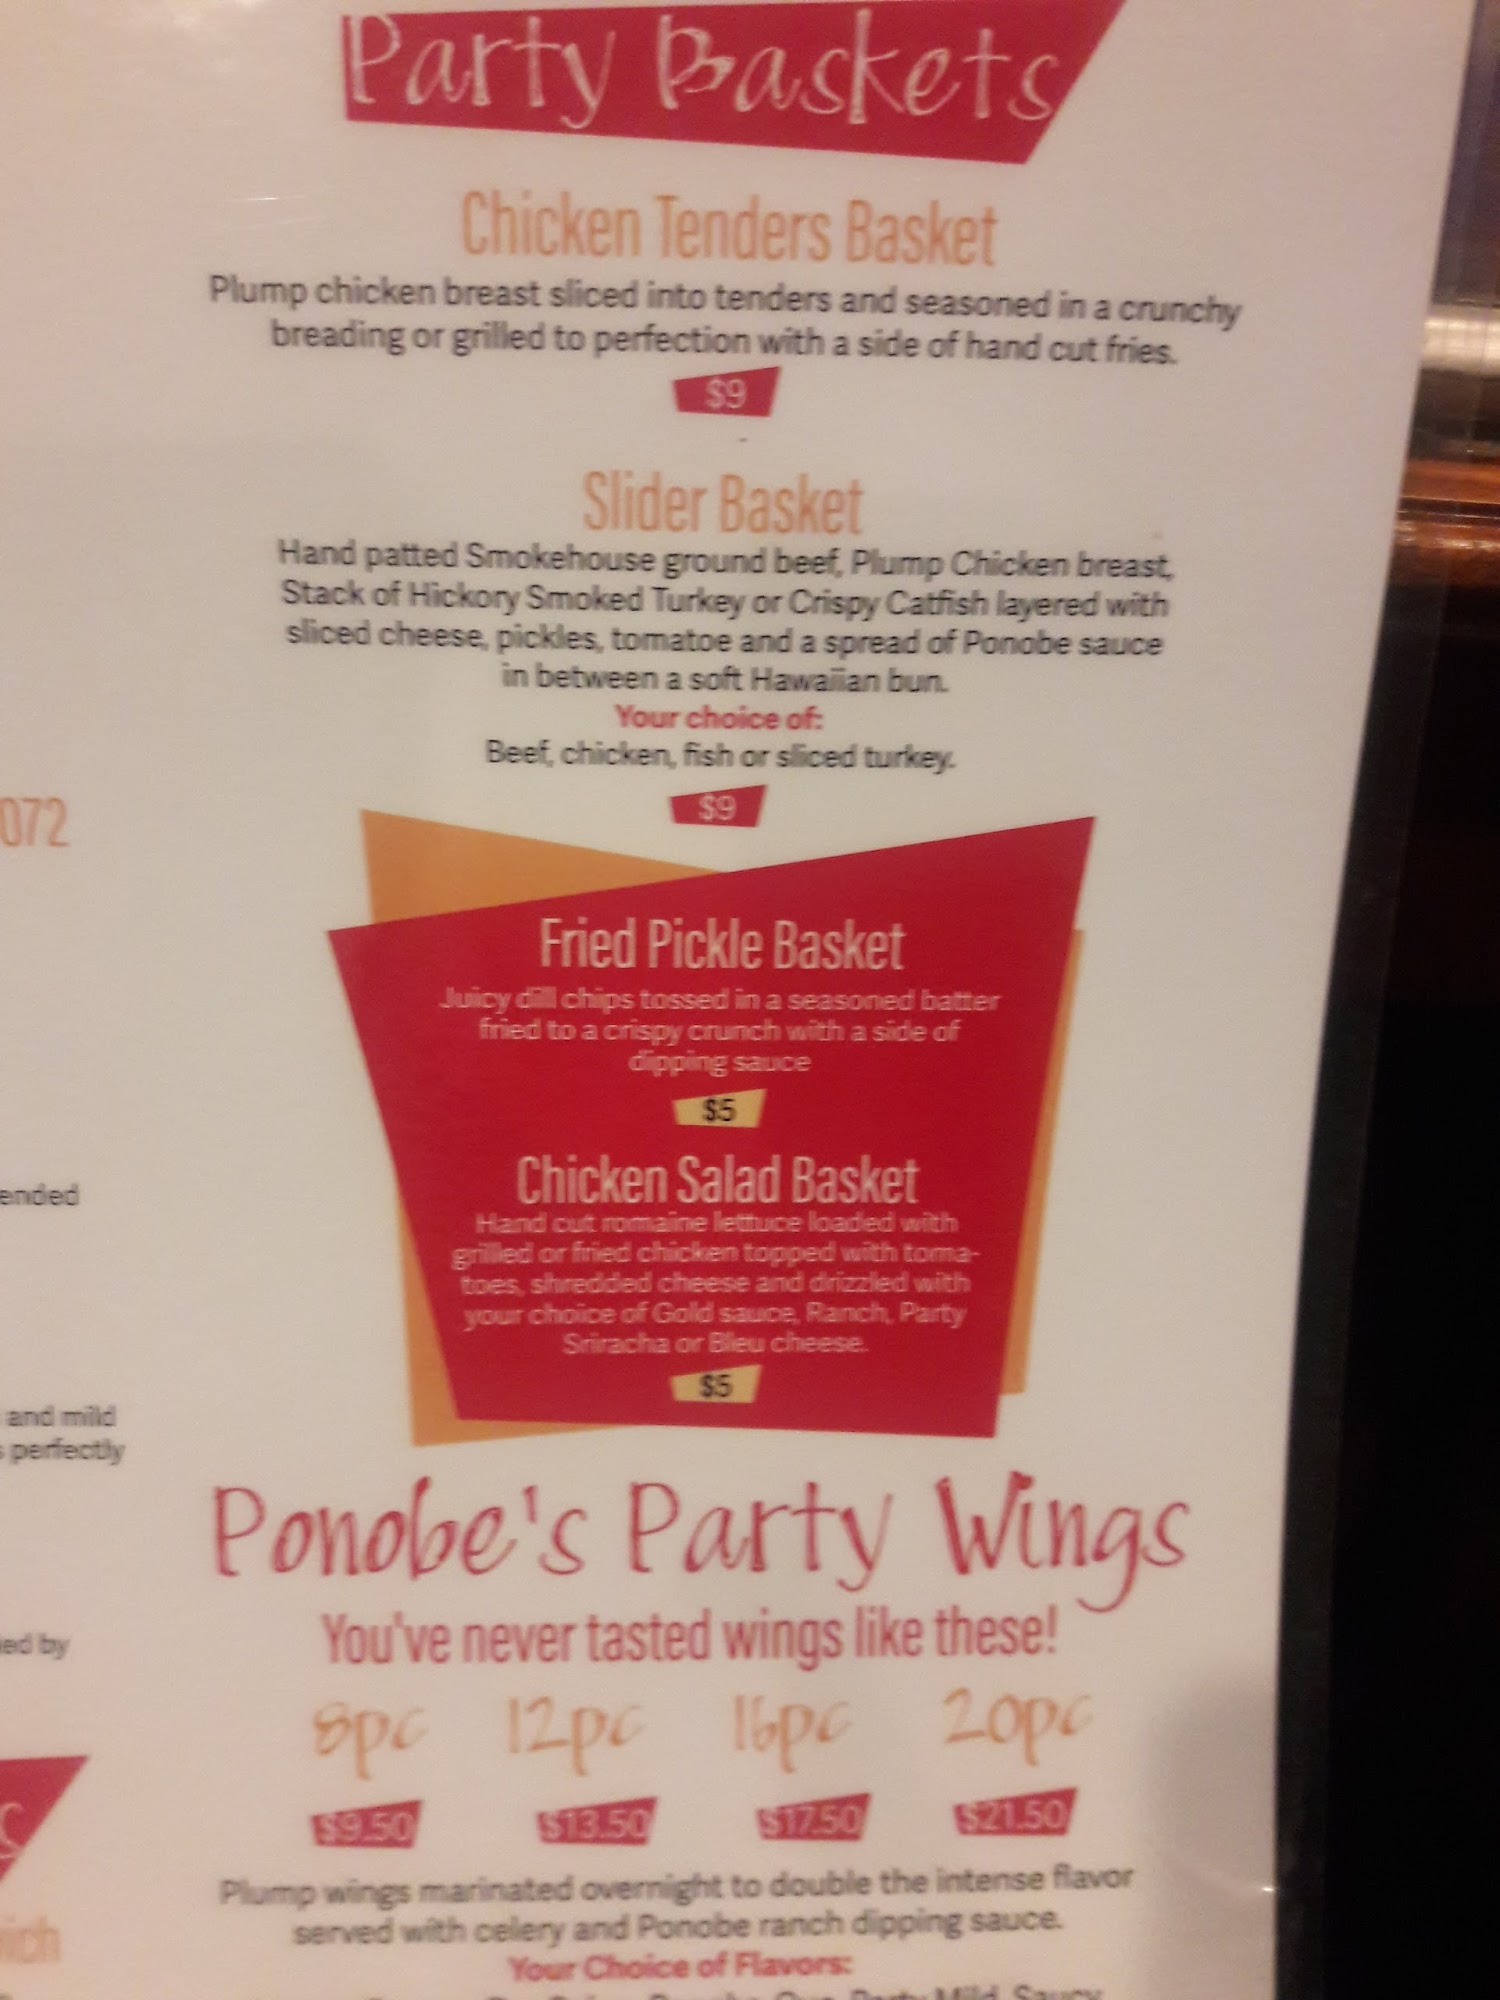 Party Baskets
Chicken Tenders Basket
Plump chicken breast sliced into tenders and seasoned in a crunchy
breading or grilled to perfection with a side of hand cut fries.
$9
Slider Basket
Hand patted Smokehouse ground beef, Plump Chicken breast,
Stack of Hickory Smoked Turkey or Crispy Catfish layered with
sliced cheese, pickles, tomatoe and a spread of Ponobe sauce
in between a soft Hawaiian bun.
Your choice of:
Beef, chicken, fish or sliced turkey.
$9
Fried Pickle Basket
Juicy dill chips tossed in a seasoned batter
fried to a crispy crunch with a side of
dipping sauce
$5
Chicken Salad Basket
Hand cut romaine lettuce loaded with
grilled or fried chicken topped with toma-
toes, shredded cheese and drizzled with
your choice of Gold sauce, Ranch, Party
Sriracha or Bleu cheese.
$5
Ponobe's Party Wings
You've never tasted wings like these!
8pc 12pc 16pc 20pc
$9.50 $13.50 $17.50 $21.50
Plump wings marinated overnight to double the intense flavor
served with celery and Ponobe ranch dipping sauce.
Your Choice of Flavors:
Party Mild, Saucy
072
ended
and mild
perfectly
ied by